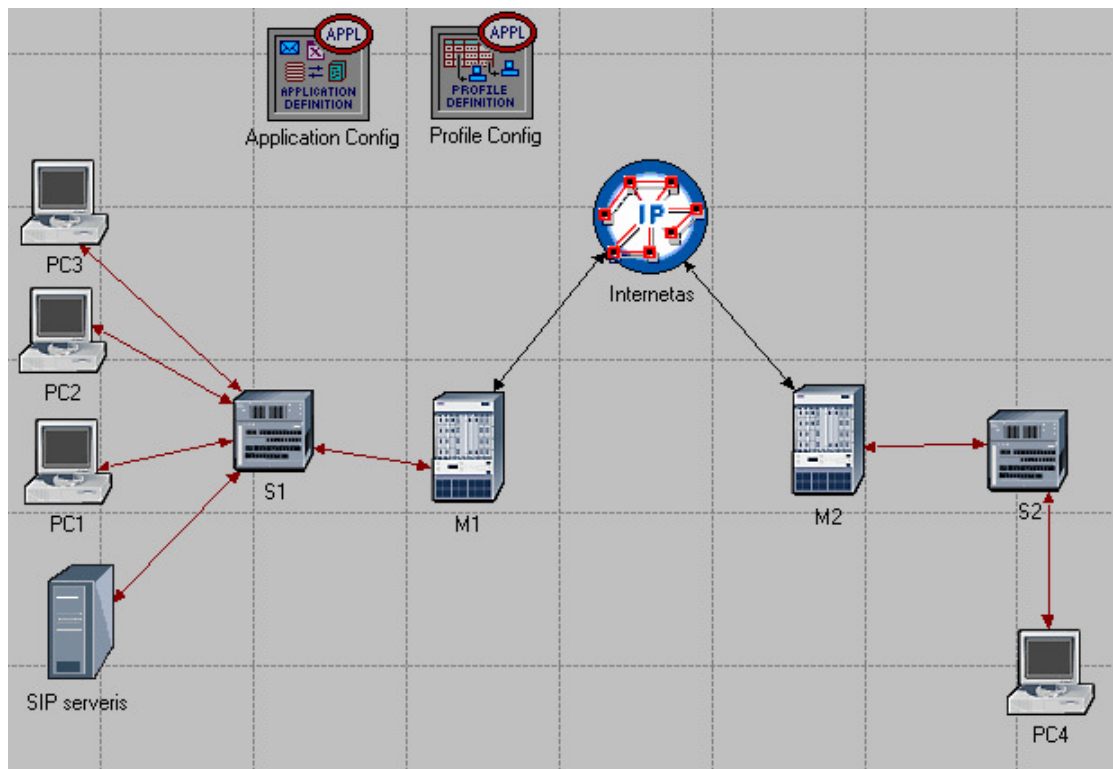 APPL
APPLICATION
DEFINITION
Application Config
APPL
PROFILE
DEFINITION
Profile Config
IP
Internetas
PC3
PC2
PC1
S1
M1
M2
S2
SIP serveris
PC4